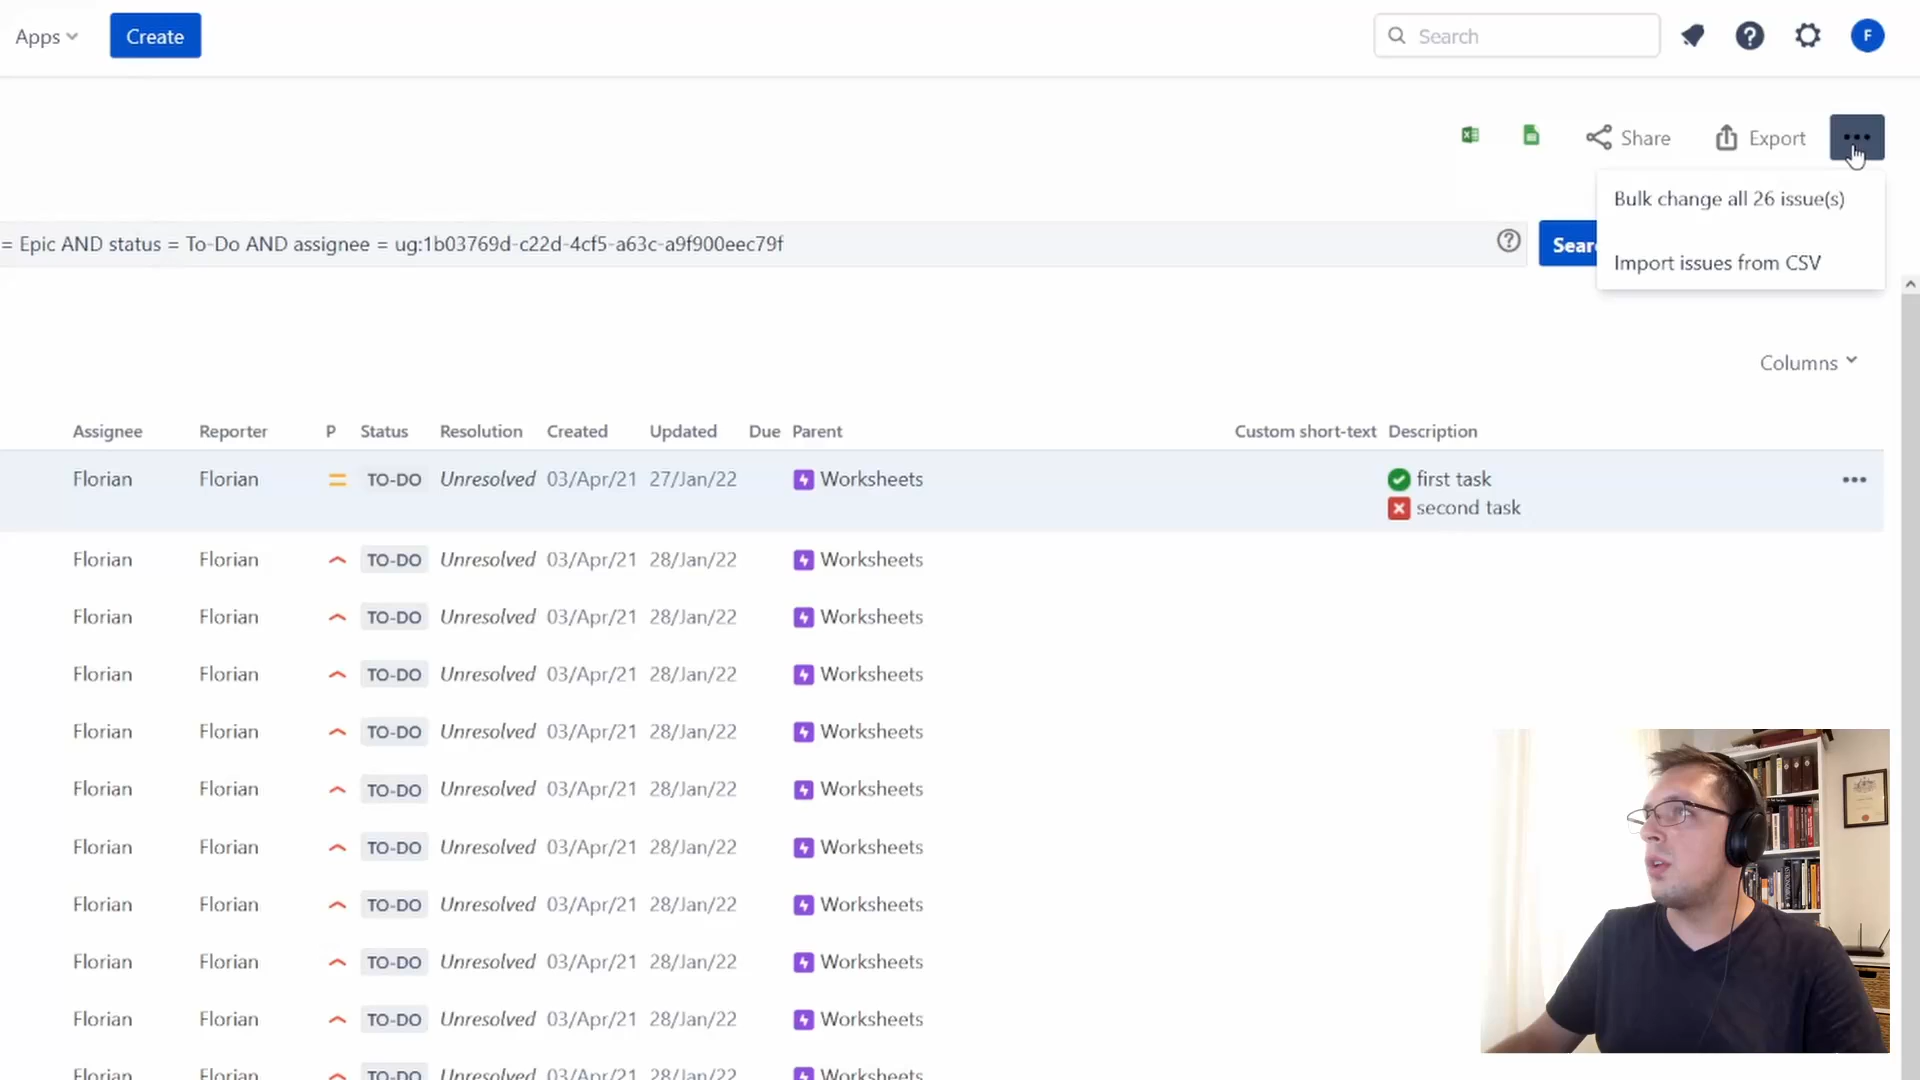 Apps
Create
Search
F
Share
Export
Bulk change all 26 issue(s)
= Epic AND status = To-Do AND assignee = ug:1b03769d-c22d-4cf5-a63c-a9f900eec79f
Sear
Import issues from CSV
Columns
Assignee Reporter P Status Resolution Created Updated Due Parent Custom short-text Description
Florian Florian TO-DO Unresolved 03/Apr/21 27/Jan/22 Worksheets first task
second task
Florian Florian TO-DO Unresolved 03/Apr/21 28/Jan/22 Worksheets
Florian Florian TO-DO Unresolved 03/Apr/21 28/Jan/22 Worksheets
Florian Florian TO-DO Unresolved 03/Apr/21 28/Jan/22 Worksheets
Florian Florian TO-DO Unresolved 03/Apr/21 28/Jan/22 Worksheets
Florian Florian TO-DO Unresolved 03/Apr/21 28/Jan/22 Worksheets
Florian Florian TO-DO Unresolved 03/Apr/21 28/Jan/22 Worksheets
Florian Florian TO-DO Unresolved 03/Apr/21 28/Jan/22 Worksheets
Florian Florian TO-DO Unresolved 03/Apr/21 28/Jan/22 Worksheets
Florian Florian TO-DO Unresolved 03/Apr/21 28/Jan/22 Worksheets
Florian Florian TO-DO Unresolved 03/Apr/21 28/Jan/22 Worksheets